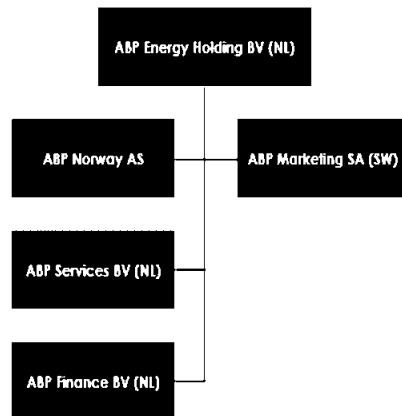 ABP Energy Holding BV (NL)
ABP Norway AS
ABP Marketing SA (SW)
ABP Services BV (NL)
ABP Finance BV (NL)